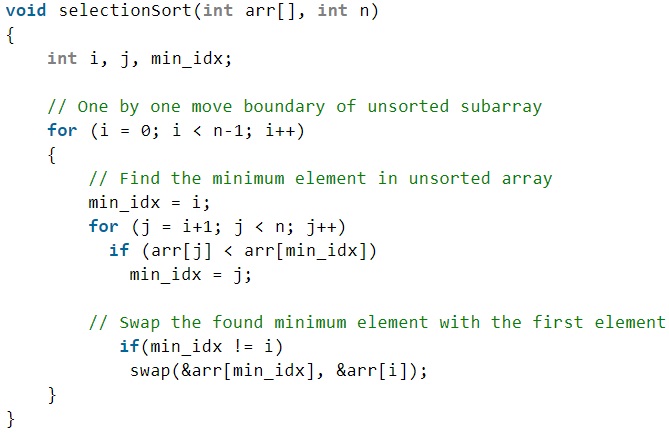 void selectionSort(int arr[], int n)
{
    int i, j, min_idx;

    // One by one move boundary of unsorted subarray
    for (i = 0; i < n-1; i++)
    {
        // Find the minimum element in unsorted array
        min_idx = i;
        for (j = i+1; j < n; j++)
          if (arr[j] < arr[min_idx])
            min_idx = j;

        // Swap the found minimum element with the first element
           if(min_idx != i)
            swap(&arr[min_idx], &arr[i]);
    }
}